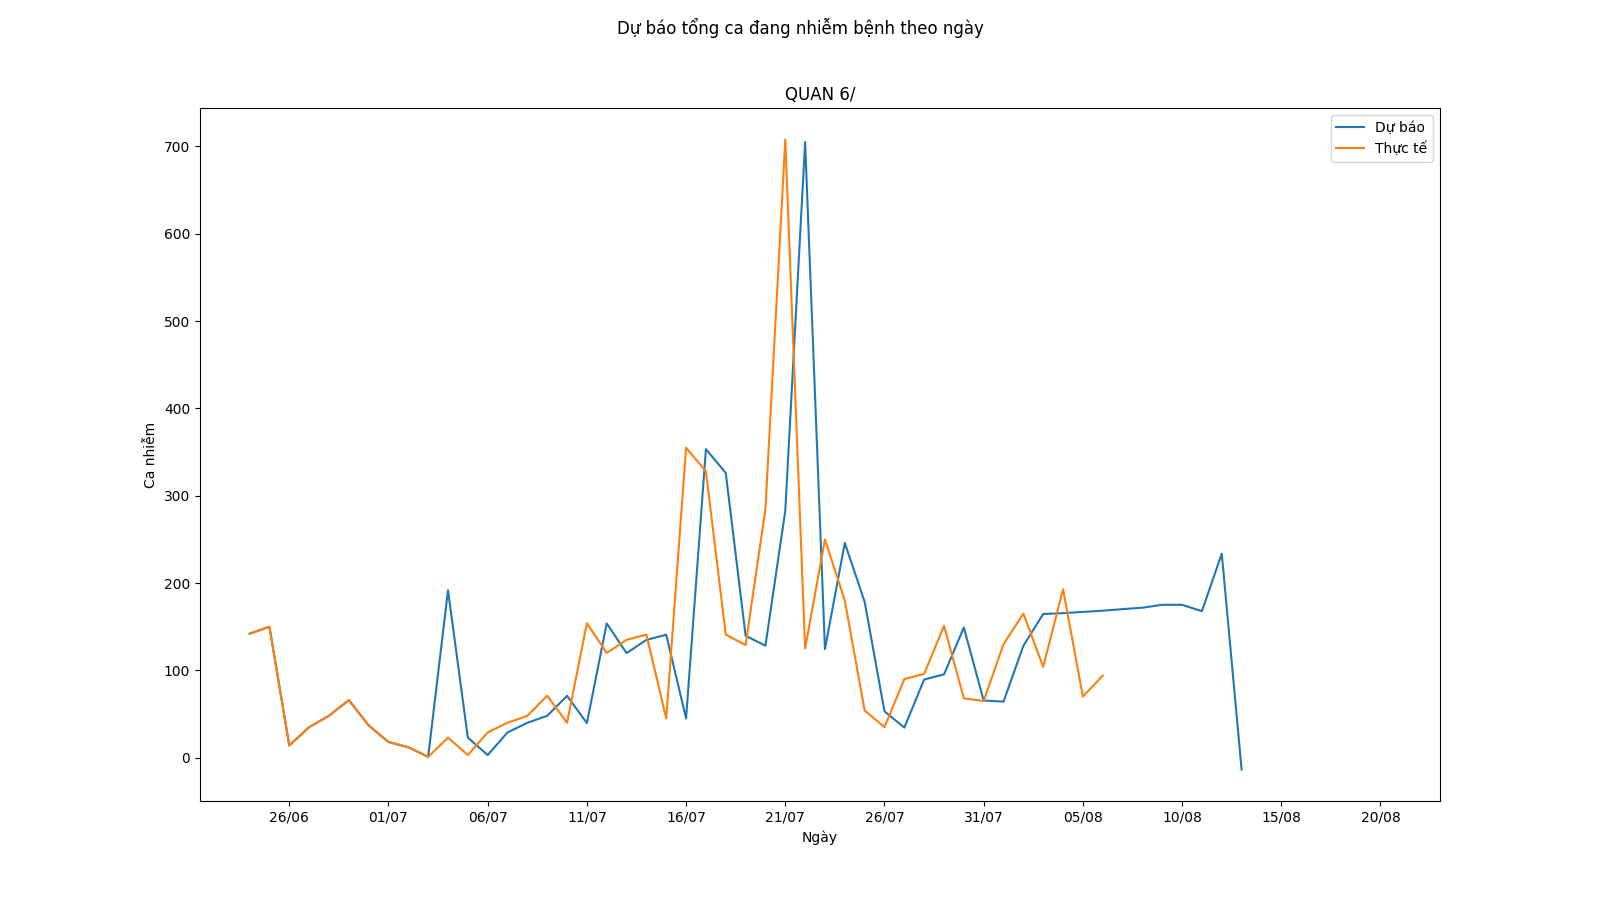 Dự báo tổng ca đang nhiễm bệnh theo ngày
QUAN 6/
Dự báo
Thực tế
700
600
500
400
300
200
100
0
Ca nhiễm
26/06 01/07 06/07 11/07 16/07 21/07 26/07 31/07 05/08 10/08 15/08 20/08
Ngày